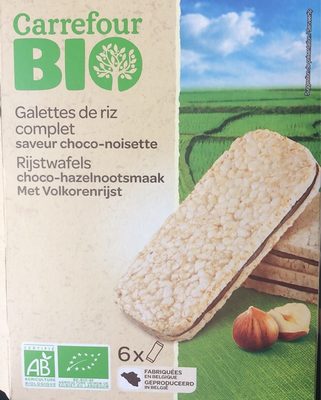 Carrefour
BIO
Galettes de riz
complet
saveur choco-noisette
Rijstwafels
choco-hazelnootsmaak
Met Volkorenrijst
AB
AGRICULTURE
BIOLOGIQUE
6x
FABRIQUÉES
EN BELGIQUE
GEPRODUCEERD
IN BELGIË